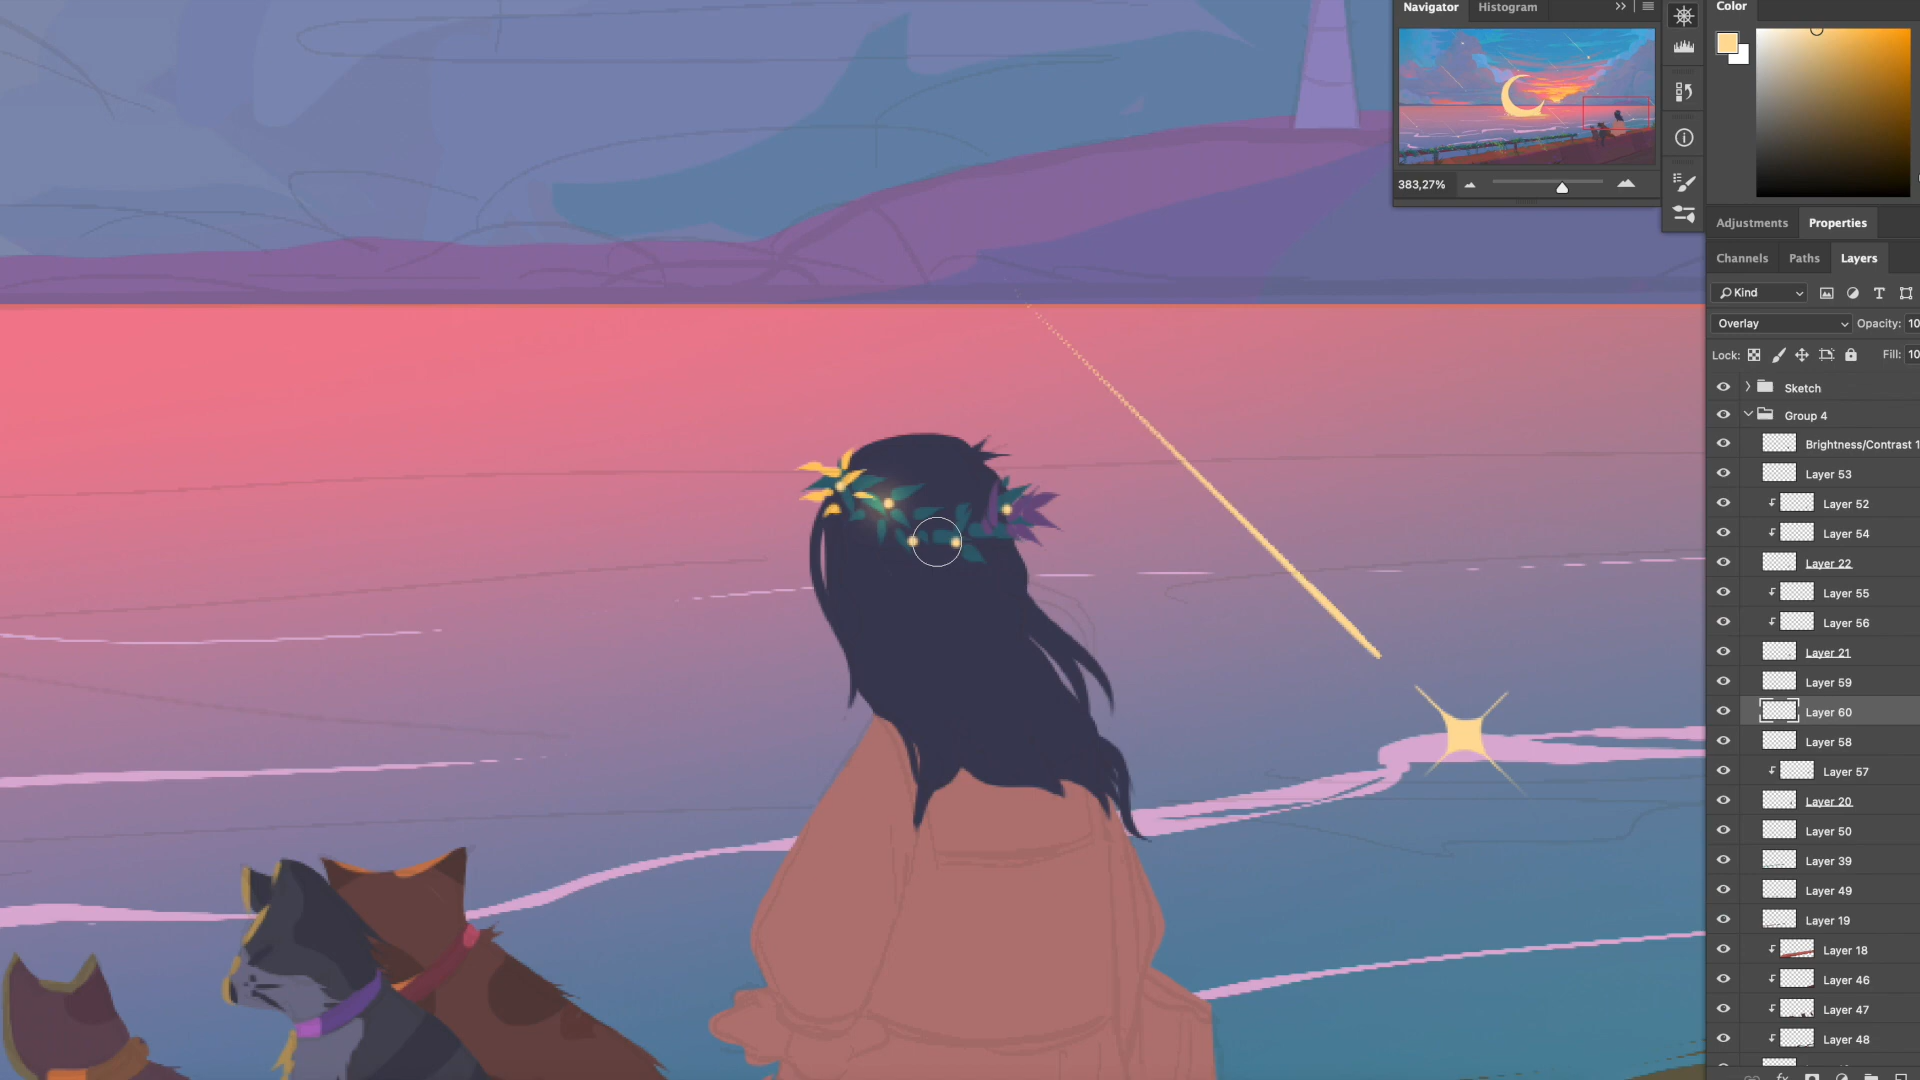 Navigator
Histogram
383,27%
Color
Adjustments
Properties
Channels
Paths
Layers
Kind
Overlay
Opacity: 10
Lock:
Fill: 10
Sketch
Group 4
Brightness/Contrast 1
Layer 53
Layer 52
Layer 54
Layer 22
Layer 55
Layer 56
Layer 21
Layer 59
Layer 60
Layer 58
Layer 57
Layer 20
Layer 50
Layer 39
Layer 49
Layer 19
Layer 18
Layer 46
Layer 47
Layer 48
fx